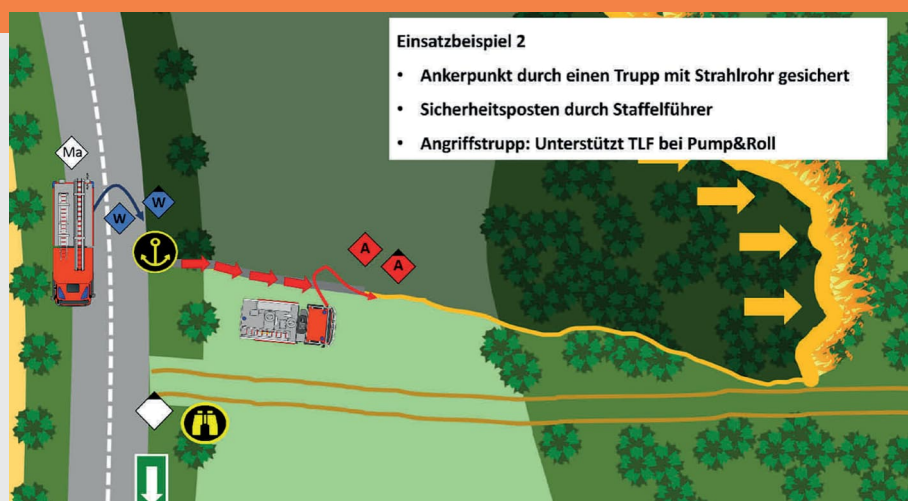 Einsatzbeispiel 2
• Ankerpunkt durch einen Trupp mit Strahlrohr gesichert
• Sicherheitsposten durch Staffelführer
• Angriffstrupp: Unterstützt TLF bei Pump&Roll
Ma
W
W
A
A